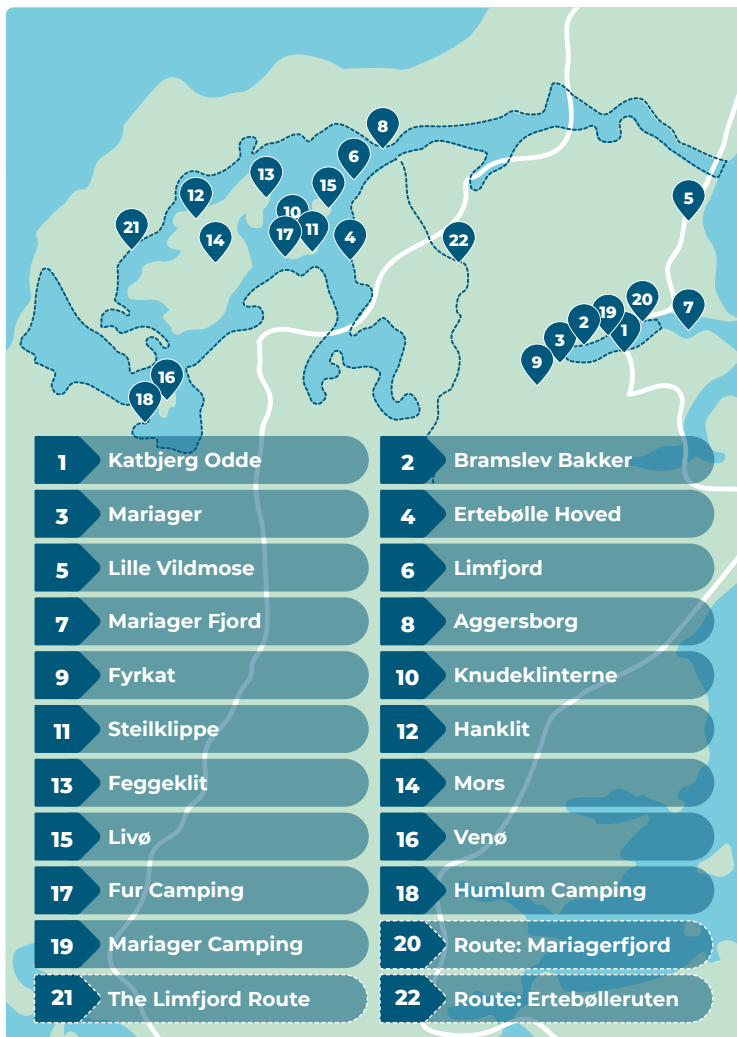 8
6
13
15
12
5
10
21
11
17
4
14
22
20
7
19
2
1
3
9
16
18
1 Katbjerg Odde
2 Bramslev Bakker
3 Mariager
4 Ertebølle Hoved
5 Lille Vildmose
6 Limfjord
7 Mariager Fjord
8 Aggersborg
9 Fyrkat
10 Knudeklinterne
11 Steilklippe
12 Hanklit
13 Feggeklit
14 Mors
15 Livø
16 Venø
17 Fur Camping
18 Humlum Camping
19 Mariager Camping
20 Route: Mariagerfjord
21 The Limfjord Route
22 Route: Ertebølleruten